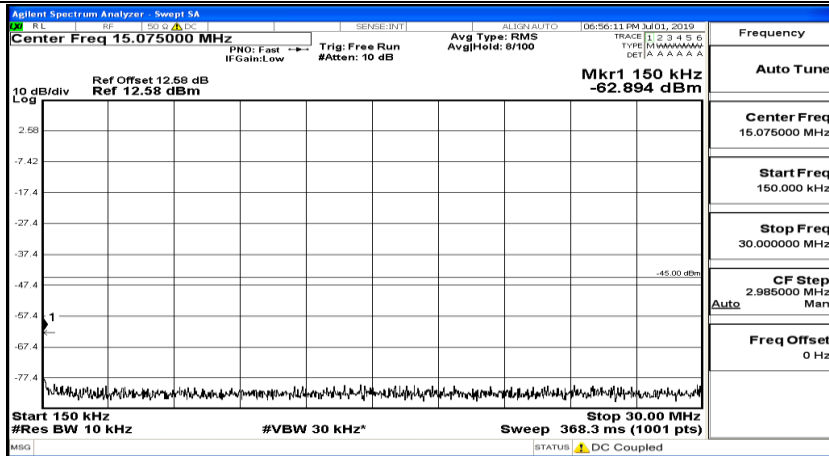 Agilent Spectrum Analyzer - Swept SA
LXI RL RF 50 Ω DC SENSE:INT ALIGN AUTO 06:56:11 PM Jul 01, 2019
Center Freq 15.075000 MHz
PNO: Fast
IFGain:Low
Trig: Free Run
#Atten: 10 dB
Avg Type: RMS
Avg|Hold: 8/100
TRACE 1 2 3 4 5 6
TYPE M WWWWW
DET A A A A A A
Ref Offset 12.58 dB
10 dB/div Ref 12.58 dBm
Log
Mkr1 150 kHz
-62.894 dBm
2.58
-7.42
-17.4
-27.4
-37.4
-45.00 dBm
-47.4
-57.4
1
-67.4
-77.4
Start 150 kHz Stop 30.00 MHz
#Res BW 10 kHz #VBW 30 kHz* Sweep 368.3 ms (1001 pts)
MSG STATUS DC Coupled
Frequency
Auto Tune
Center Freq
15.075000 MHz
Start Freq
150.000 kHz
Stop Freq
30.000000 MHz
CF Step
2.985000 MHz
Auto Man
Freq Offset
0 Hz